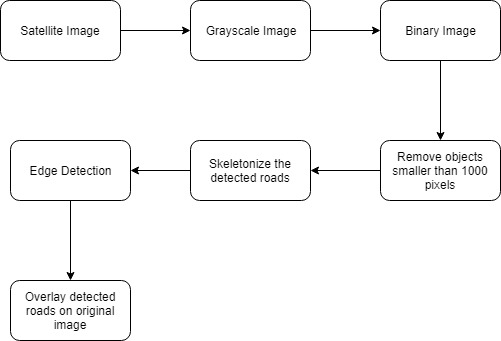 Satellite Image
Grayscale Image
Binary Image
Remove objects
smaller than 1000
pixels
Skeletonize the
detected roads
Edge Detection
Overlay detected
roads on original
image